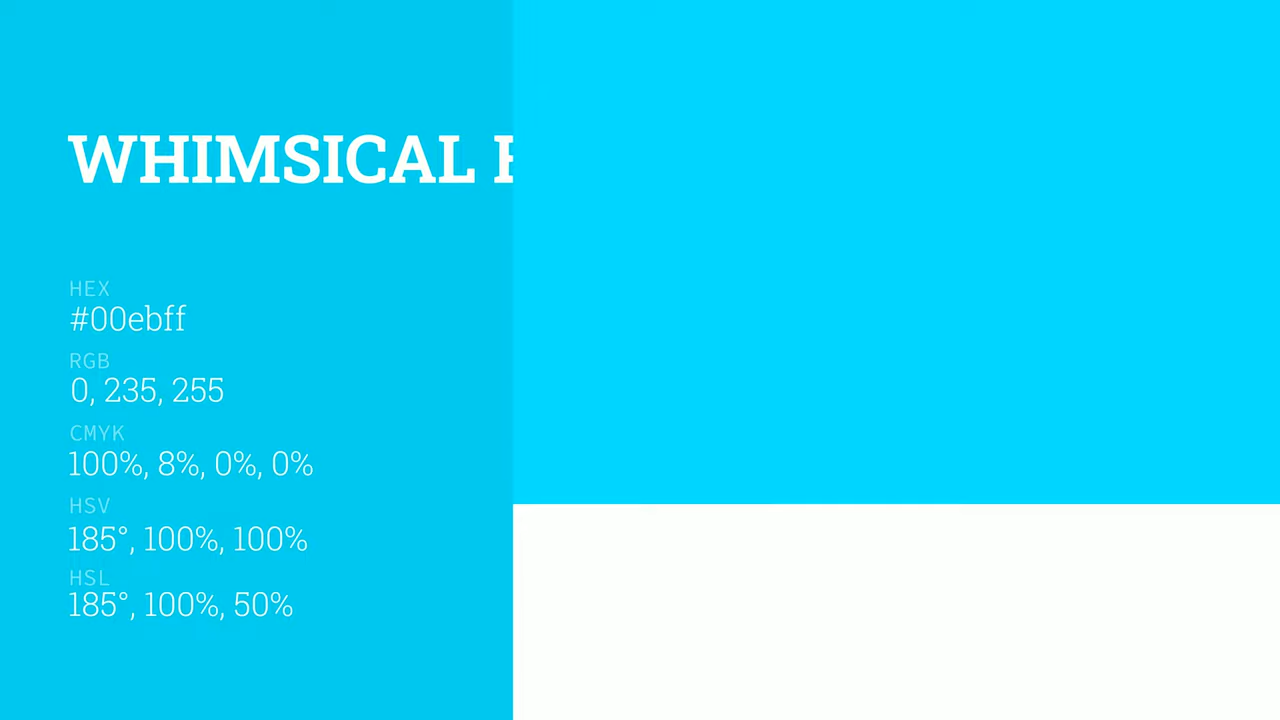 WHIMSICAL
HEX
#00ebff
RGB
0, 235, 255
CMYK
100%, 8%, 0%, 0%
HSV
185°, 100%, 100%
HSL
185°, 100%, 50%